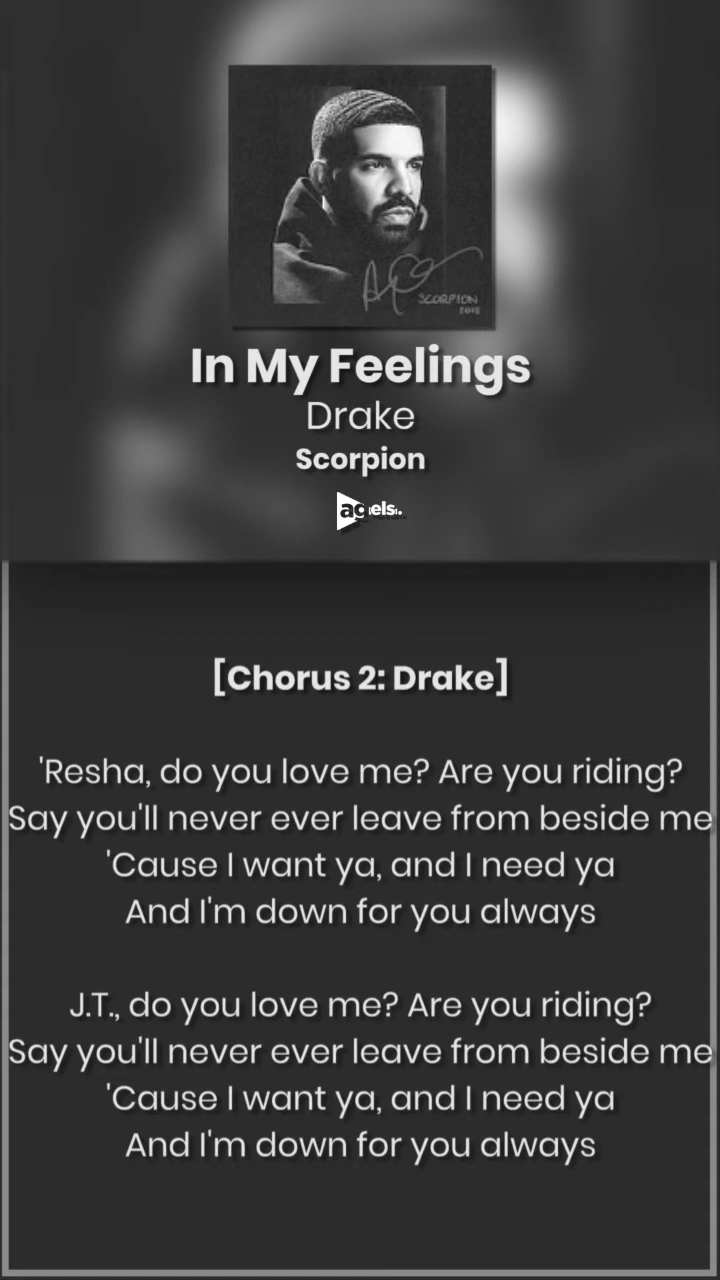 SCORPION
2018
In My Feelings
Drake
Scorpion
agels.
[Chorus 2: Drake]
'Resha, do you love me? Are you riding?
Say you'll never ever leave from beside me
'Cause I want ya, and I need ya
And I'm down for you always
J.T., do you love me? Are you riding?
Say you'll never ever leave from beside me
'Cause I want ya, and I need ya
And I'm down for you always